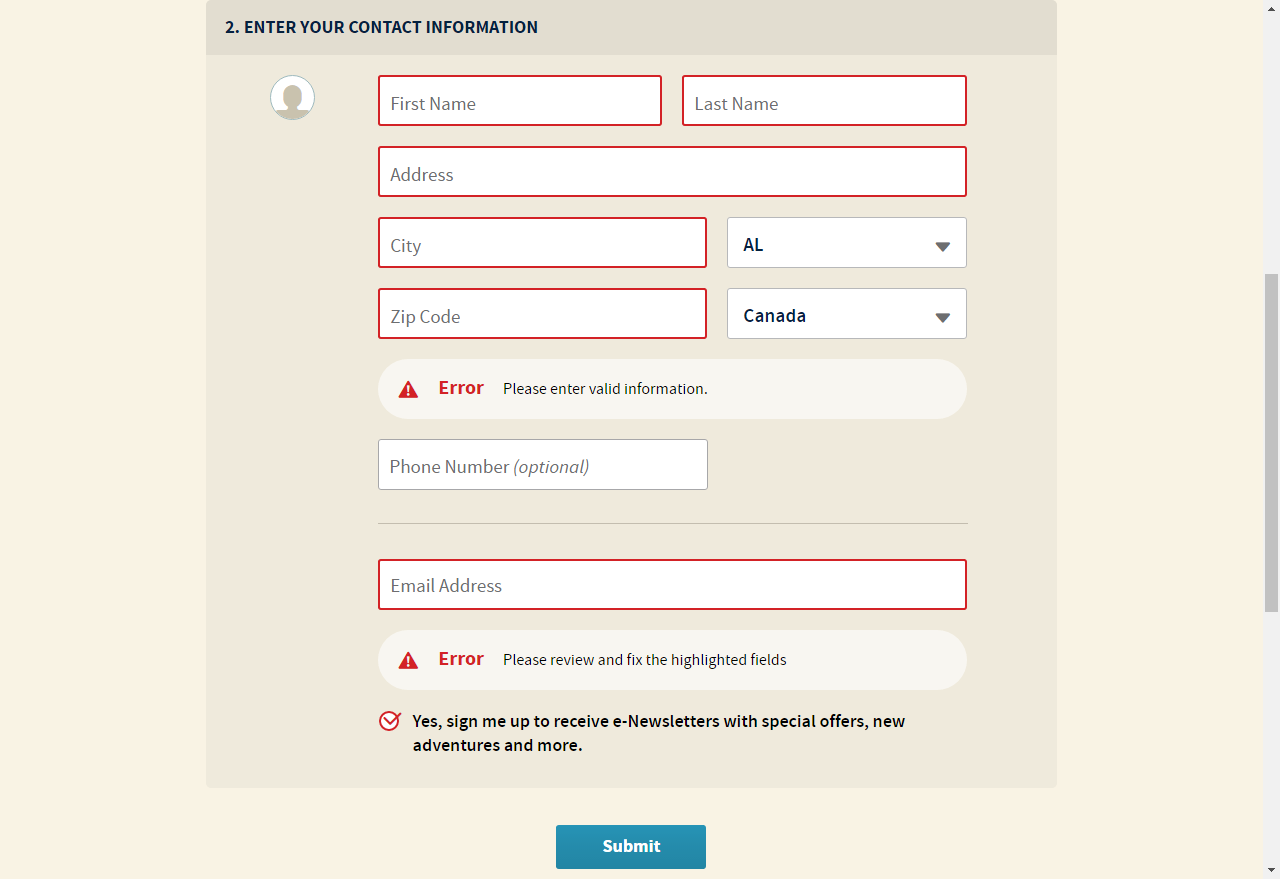 2. ENTER YOUR CONTACT INFORMATION
First Name
Last Name
Address
City
AL
Zip Code
Canada
Error Please enter valid information.
Phone Number (optional)
Email Address
Error Please review and fix the highlighted fields
Yes, sign me up to receive e-Newsletters with special offers, new
adventures and more.
Submit